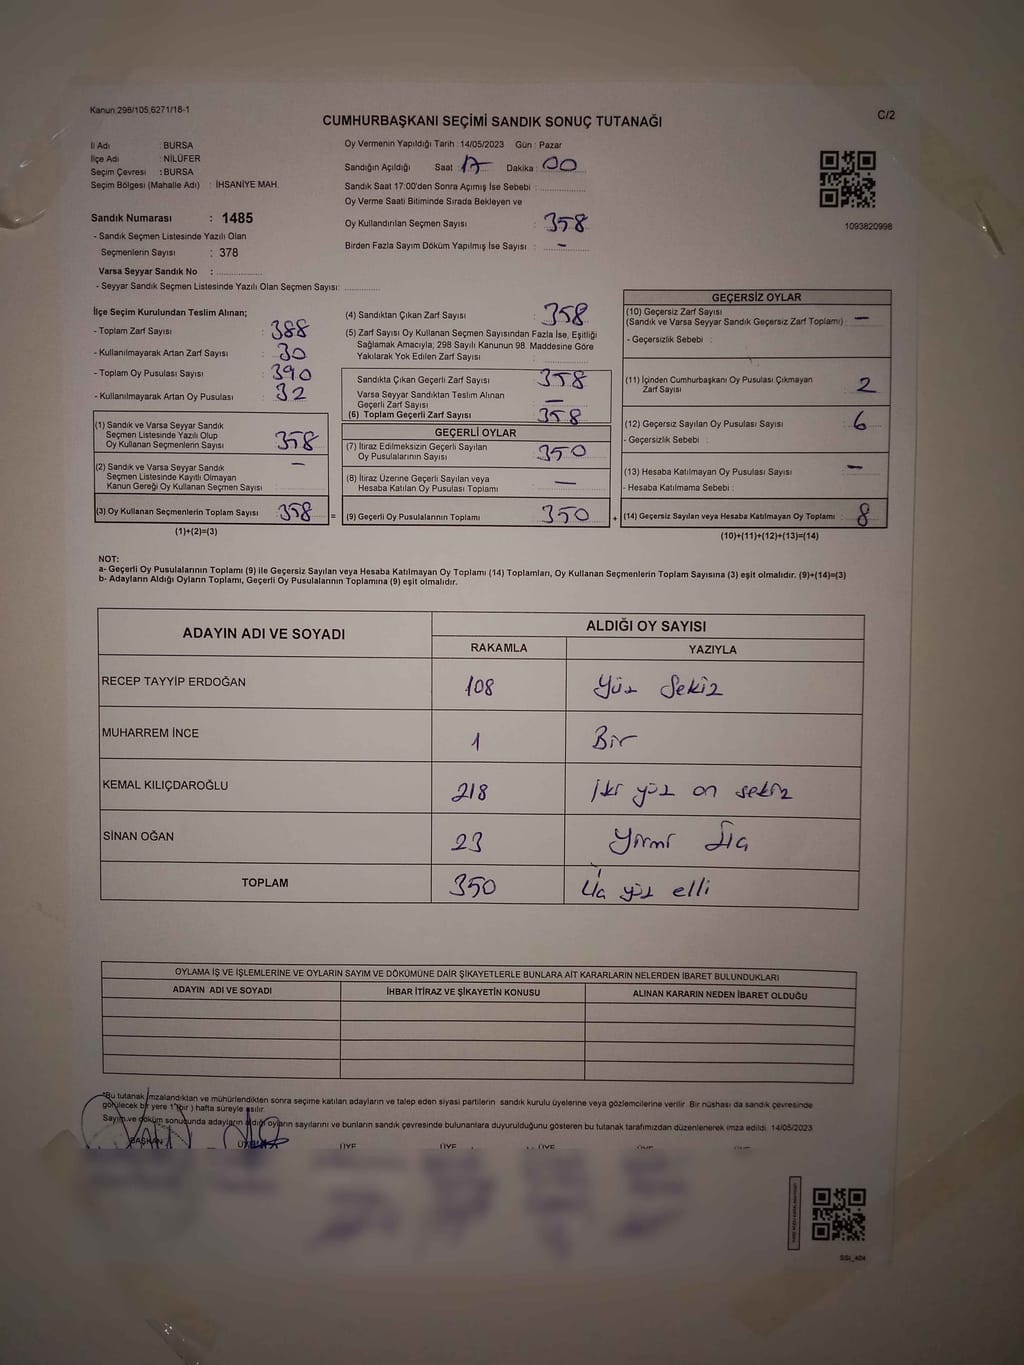 Kanun:298/105,6271/18-1
C/2
CUMHURBAŞKANI SEÇİMİ SANDIK SONUÇ TUTANAĞI
İl Adı : BURSA
İlçe Adı : NİLÜFER
Seçim Çevresi : BURSA
Seçim Bölgesi (Mahalle Adı) : İHSANİYE MAH.
Sandık Numarası : 1485
- Sandık Seçmen Listesinde Yazılı Olan
Seçmenlerin Sayısı : 378
Varsa Seyyar Sandık No : ..................
- Seyyar Sandık Seçmen Listesinde Yazılı Olan Seçmen Sayısı: ..............
Oy Vermenin Yapıldığı Tarih : 14/05/2023 Gün : Pazar
Sandığın Açıldığı Saat : 17 Dakika : 00
Sandık Saat 17:00'den Sonra Açımış İse Sebebi : ..................
Oy Verme Saati Bitiminde Sırada Bekleyen ve
Oy Kullandırılan Seçmen Sayısı : 358
Birden Fazla Sayım Döküm Yapılmış İse Sayısı : -
1093820998
İlçe Seçim Kurulundan Teslim Alınan;
- Toplam Zarf Sayısı : 388
- Kullanılmayarak Artan Zarf Sayısı : 30
- Toplam Oy Pusulası Sayısı : 390
- Kullanılmayarak Artan Oy Pusulası : 32
(1) Sandık ve Varsa Seyyar Sandık
Seçmen Listesinde Yazılı Olup
Oy Kullanan Seçmenlerin Sayısı : 358
(2) Sandık ve Varsa Seyyar Sandık
Seçmen Listesinde Kayıtlı Olmayan
Kanun Gereği Oy Kullanan Seçmen Sayısı : -
(3) Oy Kullanan Seçmenlerin Toplam Sayısı : 358
(1)+(2)=(3)
=
(4) Sandıktan Çıkan Zarf Sayısı : 358
(5) Zarf Sayısı Oy Kullanan Seçmen Sayısından Fazla İse, Eşitliği
Sağlamak Amacıyla; 298 Sayılı Kanunun 98. Maddesine Göre
Yakılarak Yok Edilen Zarf Sayısı
Sandıkta Çıkan Geçerli Zarf Sayısı : 358
Varsa Seyyar Sandıktan Teslim Alınan
Geçerli Zarf Sayısı : -
(6) Toplam Geçerli Zarf Sayısı : 358
GEÇERLİ OYLAR
(7) İtiraz Edilmeksizin Geçerli Sayılan
Oy Pusulalarının Sayısı : 350
(8) İtiraz Üzerine Geçerli Sayılan veya
Hesaba Katılan Oy Pusulası Toplamı : -
(9) Geçerli Oy Pusulalarının Toplamı : 350
+
GEÇERSİZ OYLAR
(10) Geçersiz Zarf Sayısı
(Sandık ve Varsa Seyyar Sandık Geçersiz Zarf Toplamı) : -
- Geçersizlik Sebebi :
(11) İçinden Cumhurbaşkanı Oy Pusulası Çıkmayan
Zarf Sayısı : 2
(12) Geçersiz Sayılan Oy Pusulası Sayısı : 6
- Geçersizlik Sebebi :
(13) Hesaba Katılmayan Oy Pusulası Sayısı : -
- Hesaba Katılmama Sebebi :
(14) Geçersiz Sayılan veya Hesaba Katılmayan Oy Toplamı : 8
(10)+(11)+(12)+(13)=(14)
NOT:
a- Geçerli Oy Pusulalarının Toplamı (9) ile Geçersiz Sayılan veya Hesaba Katılmayan Oy Toplamı (14) Toplamları, Oy Kullanan Seçmenlerin Toplam Sayısına (3) eşit olmalıdır. (9)+(14)=(3)
b- Adayların Aldığı Oyların Toplamı, Geçerli Oy Pusulalarının Toplamına (9) eşit olmalıdır.
ADAYIN ADI VE SOYADI
ALDIĞI OY SAYISI
RAKAMLA YAZIYLA
RECEP TAYYİP ERDOĞAN 108 Yüz Sekiz
MUHARREM İNCE 1 Bir
KEMAL KILIÇDAROĞLU 218 İki yüz on sekiz
SİNAN OĞAN 23 Yirmi Üç
TOPLAM 350 Üç yüz elli
OYLAMA İŞ VE İŞLEMLERİNE VE OYLARIN SAYIM VE DÖKÜMÜNE DAİR ŞİKAYETLERLE BUNLARA AİT KARARLARIN NELERDEN İBARET BULUNDUKLARI
ADAYIN ADI VE SOYADI İHBAR İTİRAZ VE ŞİKAYETİN KONUSU ALINAN KARARIN NEDEN İBARET OLDUĞU
"Bu tutanak imzalandıktan ve mühürlendikten sonra seçime katılan adayların ve talep eden siyasi partilerin sandık kurulu üyelerine veya gözlemcilerine verilir. Bir nüshası da sandık çevresinde
görülecek bir yere 1 (bir) hafta süreyle asılır.
Sayım ve döküm sonucunda adayların aldığı oyların sayılarını ve bunların sandık çevresinde bulunanlara duyurulduğunu gösteren bu tutanak tarafımızdan düzenlenerek imza edildi. 14/05/2023
BAŞKAN ÜYE ÜYE ÜYE ÜYE ÜYE